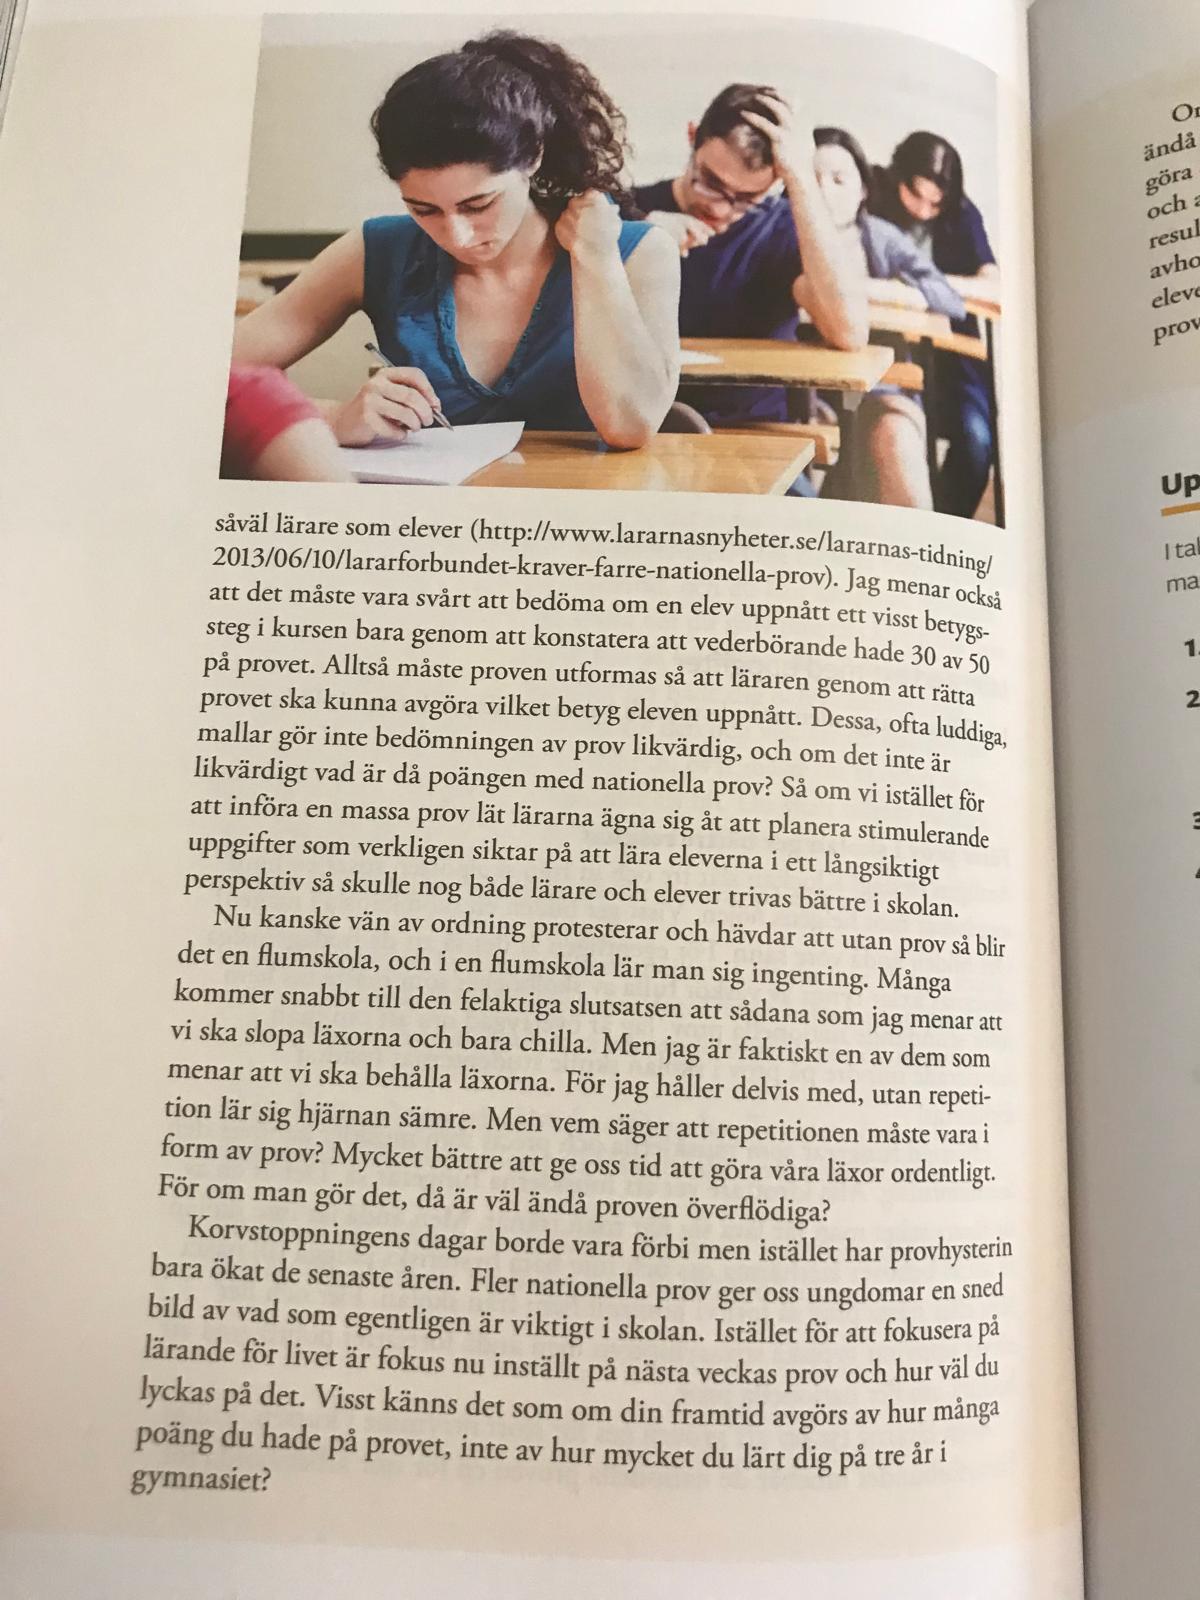 såväl lärare som elever (http://www.lararnasnyheter.se/lararnas-tidning/
2013/06/10/lararforbundet-kraver-farre-nationella-prov). Jag menar också
att det måste vara svårt att bedöma om en elev uppnått ett visst betygs-
steg i kursen bara genom att konstatera att vederbörande hade 30 av 50
på provet. Alltså måste proven utformas så att läraren genom att rätta
provet ska kunna avgöra vilket betyg eleven uppnått. Dessa, ofta luddiga,
mallar gör inte bedömningen av prov likvärdig, och om det inte är
likvärdigt vad är då poängen med nationella prov? Så om vi istället för
att införa en massa prov lät lärarna ägna sig åt att planera stimulerande
uppgifter som verkligen siktar på att lära eleverna i ett långsiktigt
perspektiv så skulle nog både lärare och elever trivas bättre i skolan.
Nu kanske vän av ordning protesterar och hävdar att utan prov så blir
det en flumskola, och i en flumskola lär man sig ingenting. Många
kommer snabbt till den felaktiga slutsatsen att sådana som jag menar att
vi ska slopa läxorna och bara chilla. Men jag är faktiskt en av dem som
menar att vi ska behålla läxorna. För jag håller delvis med, utan repeti-
tion lär sig hjärnan sämre. Men vem säger att repetitionen måste vara i
form av prov? Mycket bättre att ge oss tid att göra våra läxor ordentligt.
För om man gör det, då är väl ändå proven överflödiga?
Korvstoppningens dagar borde vara förbi men istället har provhysterin
bara ökat de senaste åren. Fler nationella prov ger oss ungdomar en sned
bild av vad som egentligen är viktigt i skolan. Istället för att fokusera på
lärande för livet är fokus nu inställt på nästa veckas prov och hur väl du
lyckas på det. Visst känns det som om din framtid avgörs av hur många
poäng du hade på provet, inte av hur mycket du lärt dig på tre år i
gymnasiet?
ändå
göra
och
1.
2